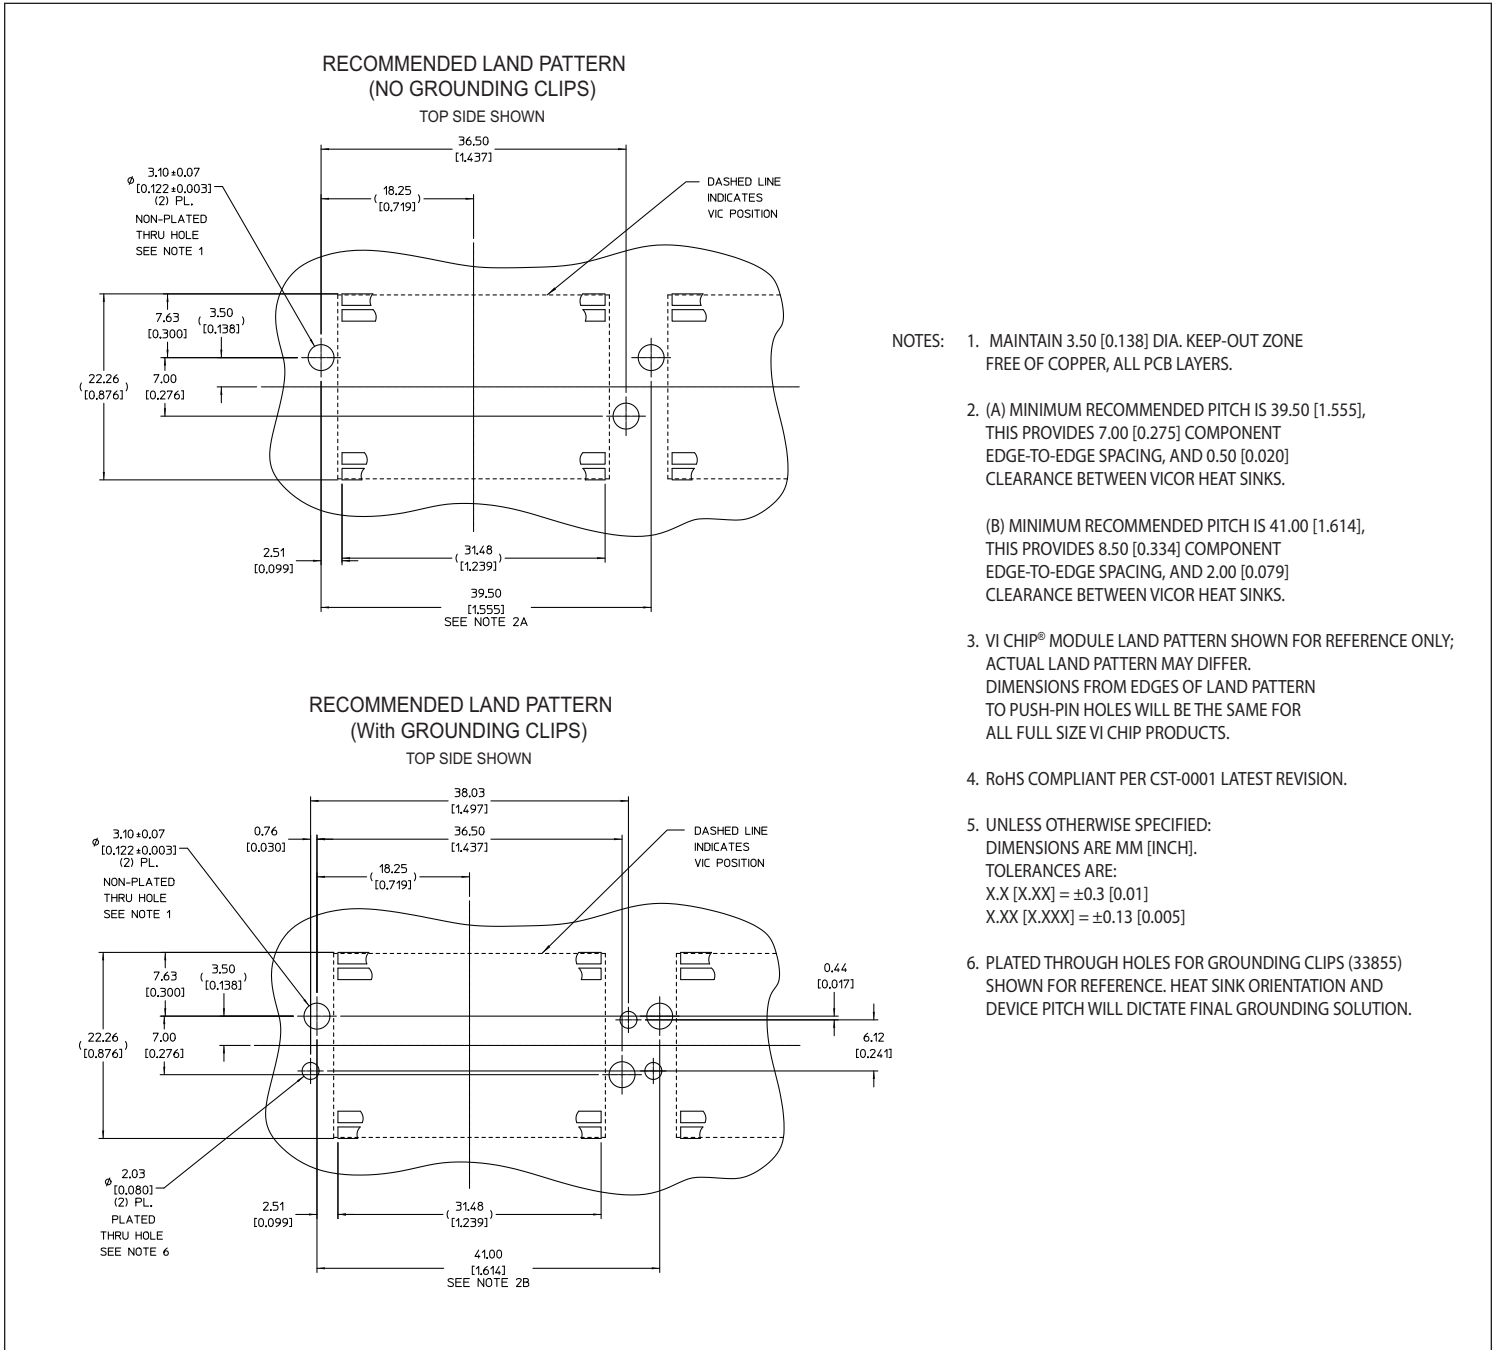 RECOMMENDED LAND PATTERN
(NO GROUNDING CLIPS)
TOP SIDE SHOWN
36.50
[1.437]
ø 3.10±0.07
[0.122±0.003]
(2) PL.
NON-PLATED
THRU HOLE
SEE NOTE 1
(18.25)
[0.719]
DASHED LINE
INDICATES
VIC POSITION
7.63
[0.300]
(3.50)
[0.138]
(22.26)
[0.876]
7.00
[0.276]
2.51
[0.099]
(31.48)
[1.239]
39.50
[1.555]
SEE NOTE 2A
RECOMMENDED LAND PATTERN
(With GROUNDING CLIPS)
TOP SIDE SHOWN
38.03
[1.497]
ø 3.10±0.07
[0.122±0.003]
(2) PL.
NON-PLATED
THRU HOLE
SEE NOTE 1
0.76
[0.030]
36.50
[1.437]
(18.25)
[0.719]
DASHED LINE
INDICATES
VIC POSITION
7.63
[0.300]
(3.50)
[0.138]
0.44
[0.017]
(22.26)
[0.876]
7.00
[0.276]
6.12
[0.241]
ø 2.03
[0.080]
(2) PL.
PLATED
THRU HOLE
SEE NOTE 6
2.51
[0.099]
(31.48)
[1.239]
41.00
[1.614]
SEE NOTE 2B
NOTES: 1. MAINTAIN 3.50 [0.138] DIA. KEEP-OUT ZONE
FREE OF COPPER, ALL PCB LAYERS.
2. (A) MINIMUM RECOMMENDED PITCH IS 39.50 [1.555],
THIS PROVIDES 7.00 [0.275] COMPONENT
EDGE-TO-EDGE SPACING, AND 0.50 [0.020]
CLEARANCE BETWEEN VICOR HEAT SINKS.
(B) MINIMUM RECOMMENDED PITCH IS 41.00 [1.614],
THIS PROVIDES 8.50 [0.334] COMPONENT
EDGE-TO-EDGE SPACING, AND 2.00 [0.079]
CLEARANCE BETWEEN VICOR HEAT SINKS.
3. VI CHIP® MODULE LAND PATTERN SHOWN FOR REFERENCE ONLY;
ACTUAL LAND PATTERN MAY DIFFER.
DIMENSIONS FROM EDGES OF LAND PATTERN
TO PUSH-PIN HOLES WILL BE THE SAME FOR
ALL FULL SIZE VI CHIP PRODUCTS.
4. RoHS COMPLIANT PER CST-0001 LATEST REVISION.
5. UNLESS OTHERWISE SPECIFIED:
DIMENSIONS ARE MM [INCH].
TOLERANCES ARE:
X.X [X.XX] = ±0.3 [0.01]
X.XX [X.XXX] = ±0.13 [0.005]
6. PLATED THROUGH HOLES FOR GROUNDING CLIPS (33855)
SHOWN FOR REFERENCE. HEAT SINK ORIENTATION AND
DEVICE PITCH WILL DICTATE FINAL GROUNDING SOLUTION.